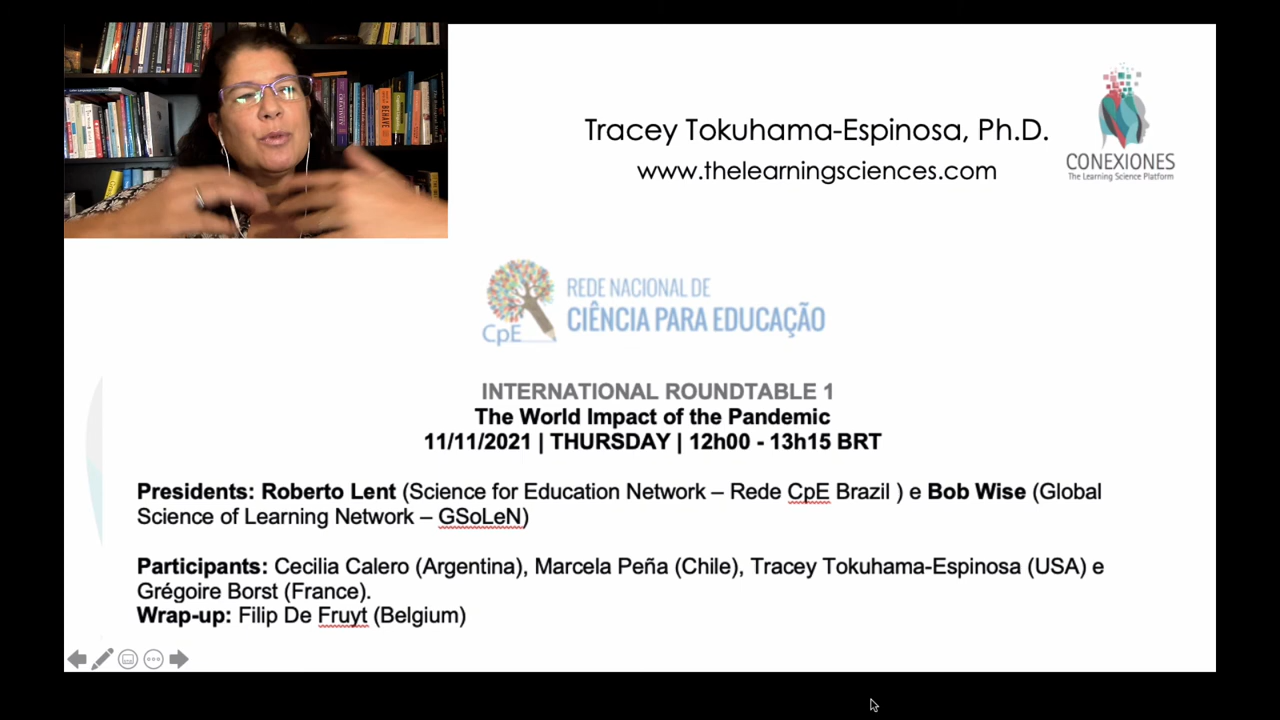 CREATIVITY
BEHAVE
Tracey Tokuhama-Espinosa, Ph.D.
www.thelearningsciences.com
CONEXIONES
The Learning Science Platform
CpE
REDE NACIONAL DE
CIÊNCIA PARA EDUCAÇÃO
INTERNATIONAL ROUNDTABLE 1
The World Impact of the Pandemic
11/11/2021 | THURSDAY | 12h00 - 13h15 BRT
Presidents: Roberto Lent (Science for Education Network – Rede CpE Brazil ) e Bob Wise (Global
Science of Learning Network – GSoLeN)
Participants: Cecilia Calero (Argentina), Marcela Peña (Chile), Tracey Tokuhama-Espinosa (USA) e
Grégoire Borst (France).
Wrap-up: Filip De Fruyt (Belgium)